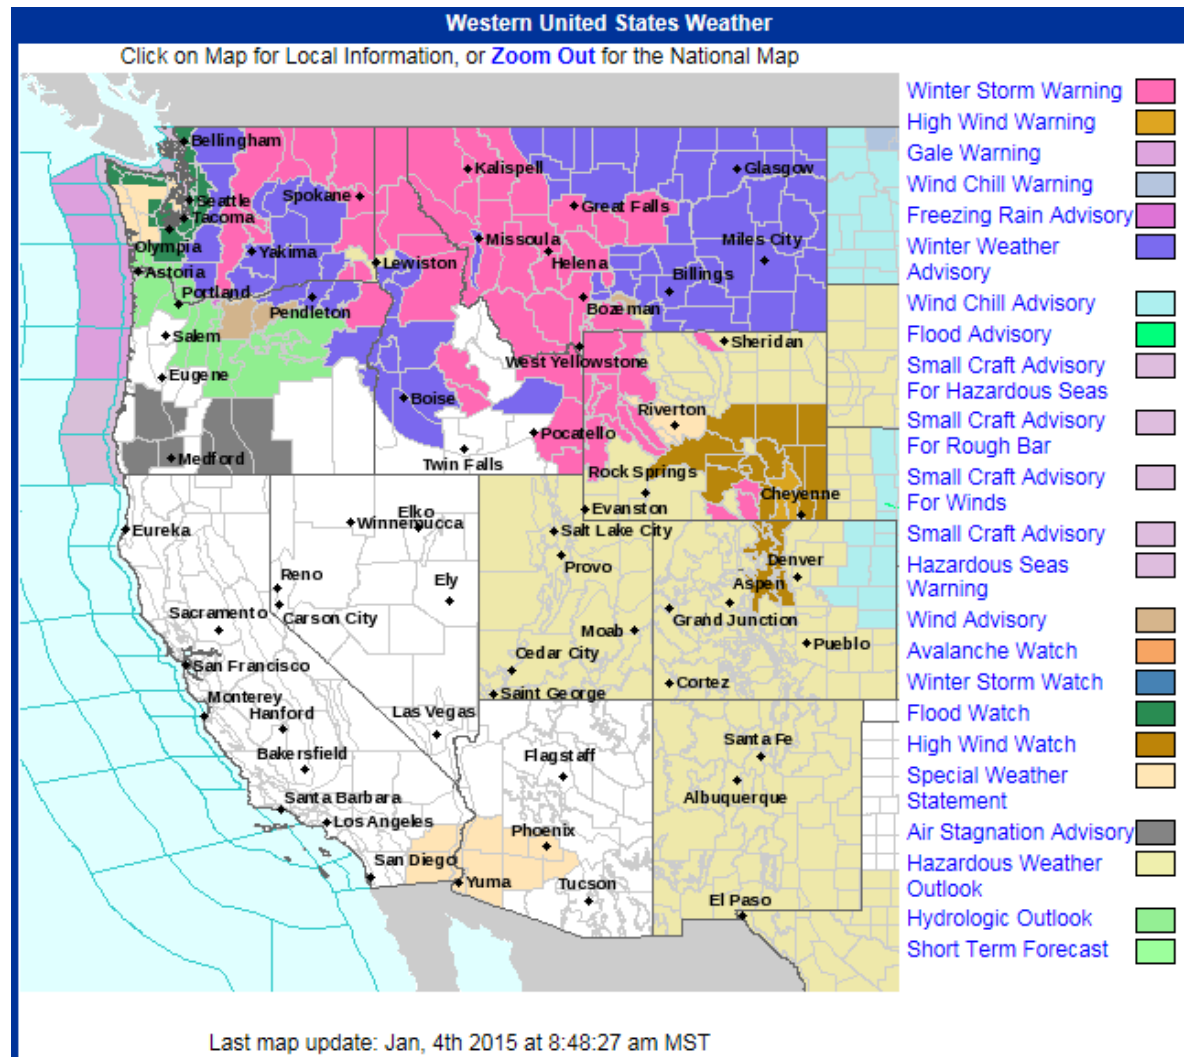 Western United States Weather
Click on Map for Local Information, or Zoom Out for the National Map
Bellingham
Seattle
Tacoma
Olympia
Spokane
Yakima
Astoria
Portland
Pendleton
Salem
Eugene
Medford
Lewiston
Kalispell
Great Falls
Glasgow
Missoula
Helena
Miles City
Billings
Bozeman
West Yellowstone
Sheridan
Boise
Pocatello
Twin Falls
Riverton
Rock Springs
Evanston
Cheyenne
Eureka
Elko
Winnemucca
Reno
Ely
Carson City
Sacramento
San Francisco
Monterey
Hanford
Las Vegas
Bakersfield
Santa Barbara
Los Angeles
San Diego
Salt Lake City
Provo
Moab
Cedar City
Saint George
Denver
Aspen
Grand Junction
Pueblo
Cortez
Flagstaff
Phoenix
Yuma
Tucson
Santa Fe
Albuquerque
El Paso
Winter Storm Warning
High Wind Warning
Gale Warning
Wind Chill Warning
Freezing Rain Advisory
Winter Weather
Advisory
Wind Chill Advisory
Flood Advisory
Small Craft Advisory
For Hazardous Seas
Small Craft Advisory
For Rough Bar
Small Craft Advisory
For Winds
Small Craft Advisory
Hazardous Seas
Warning
Wind Advisory
Avalanche Watch
Winter Storm Watch
Flood Watch
High Wind Watch
Special Weather
Statement
Air Stagnation Advisory
Hazardous Weather
Outlook
Hydrologic Outlook
Short Term Forecast
Last map update: Jan, 4th 2015 at 8:48:27 am MST